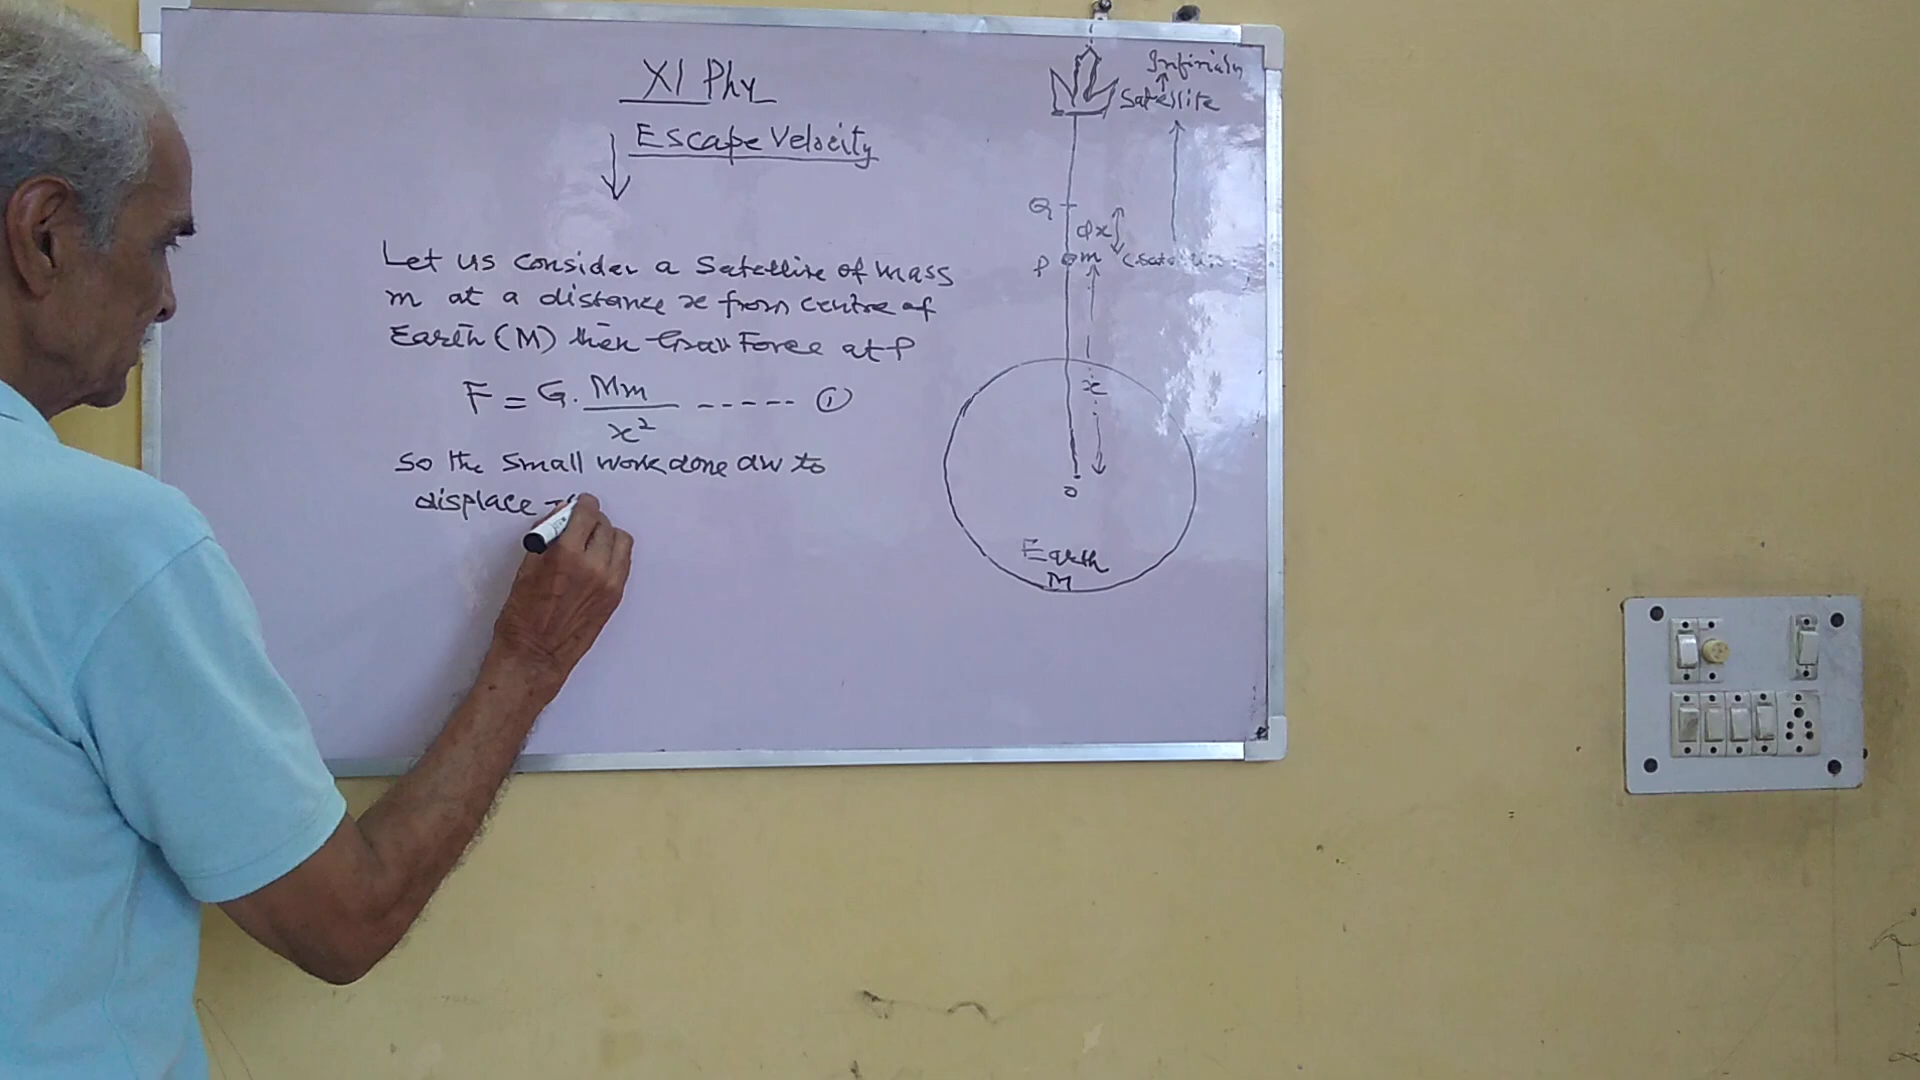 XI Phy
Escape Velocity
Let us consider a Satellite of mass
m at a distance x from centre of
Earth (M) then Grav Force at P
F = G. Mm / x² ----- ①
So the small work done dw to
displace
Satellite
Q
dx
P m
x
O
Earth
M